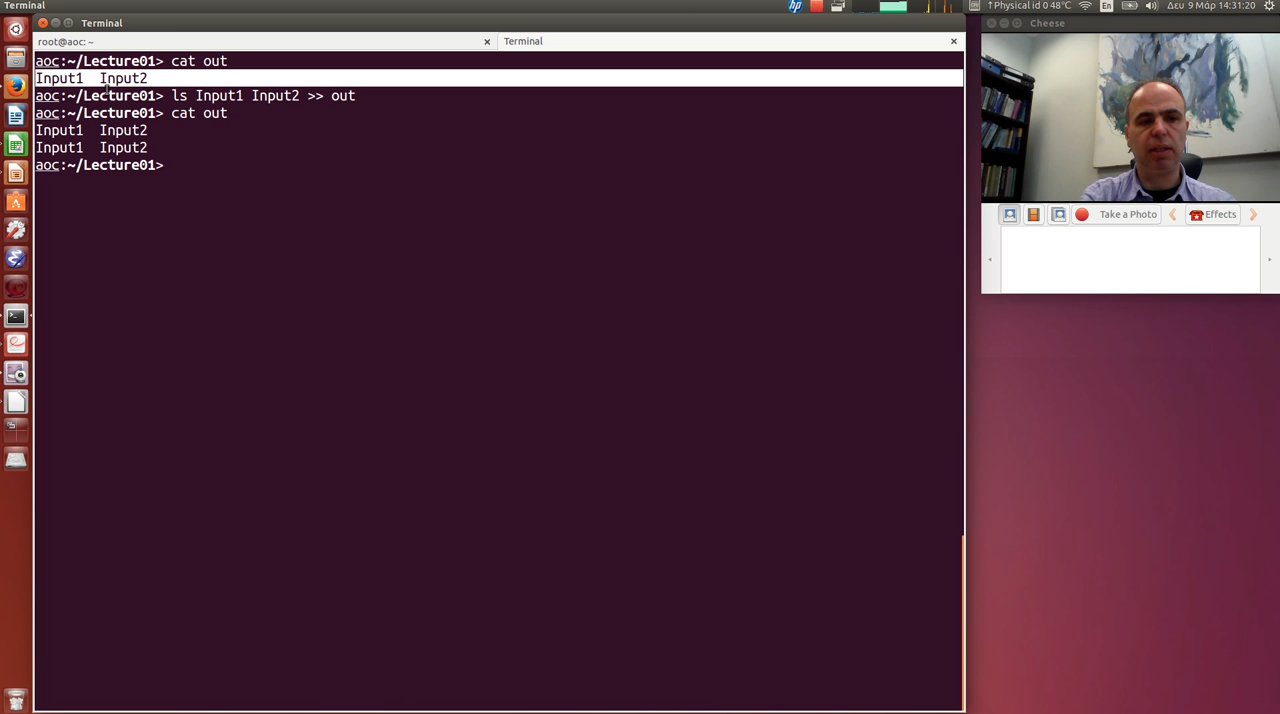 Terminal
↑Physical id 0 48°C En Δευ 9 Μάρ 14:31:20
Terminal
root@aoc: ~
Terminal
aoc:~/Lecture01> cat out
Input1  Input2
aoc:~/Lecture01> ls Input1 Input2 >> out
aoc:~/Lecture01> cat out
Input1  Input2
Input1  Input2
aoc:~/Lecture01>
Cheese
Take a Photo
Effects
hp